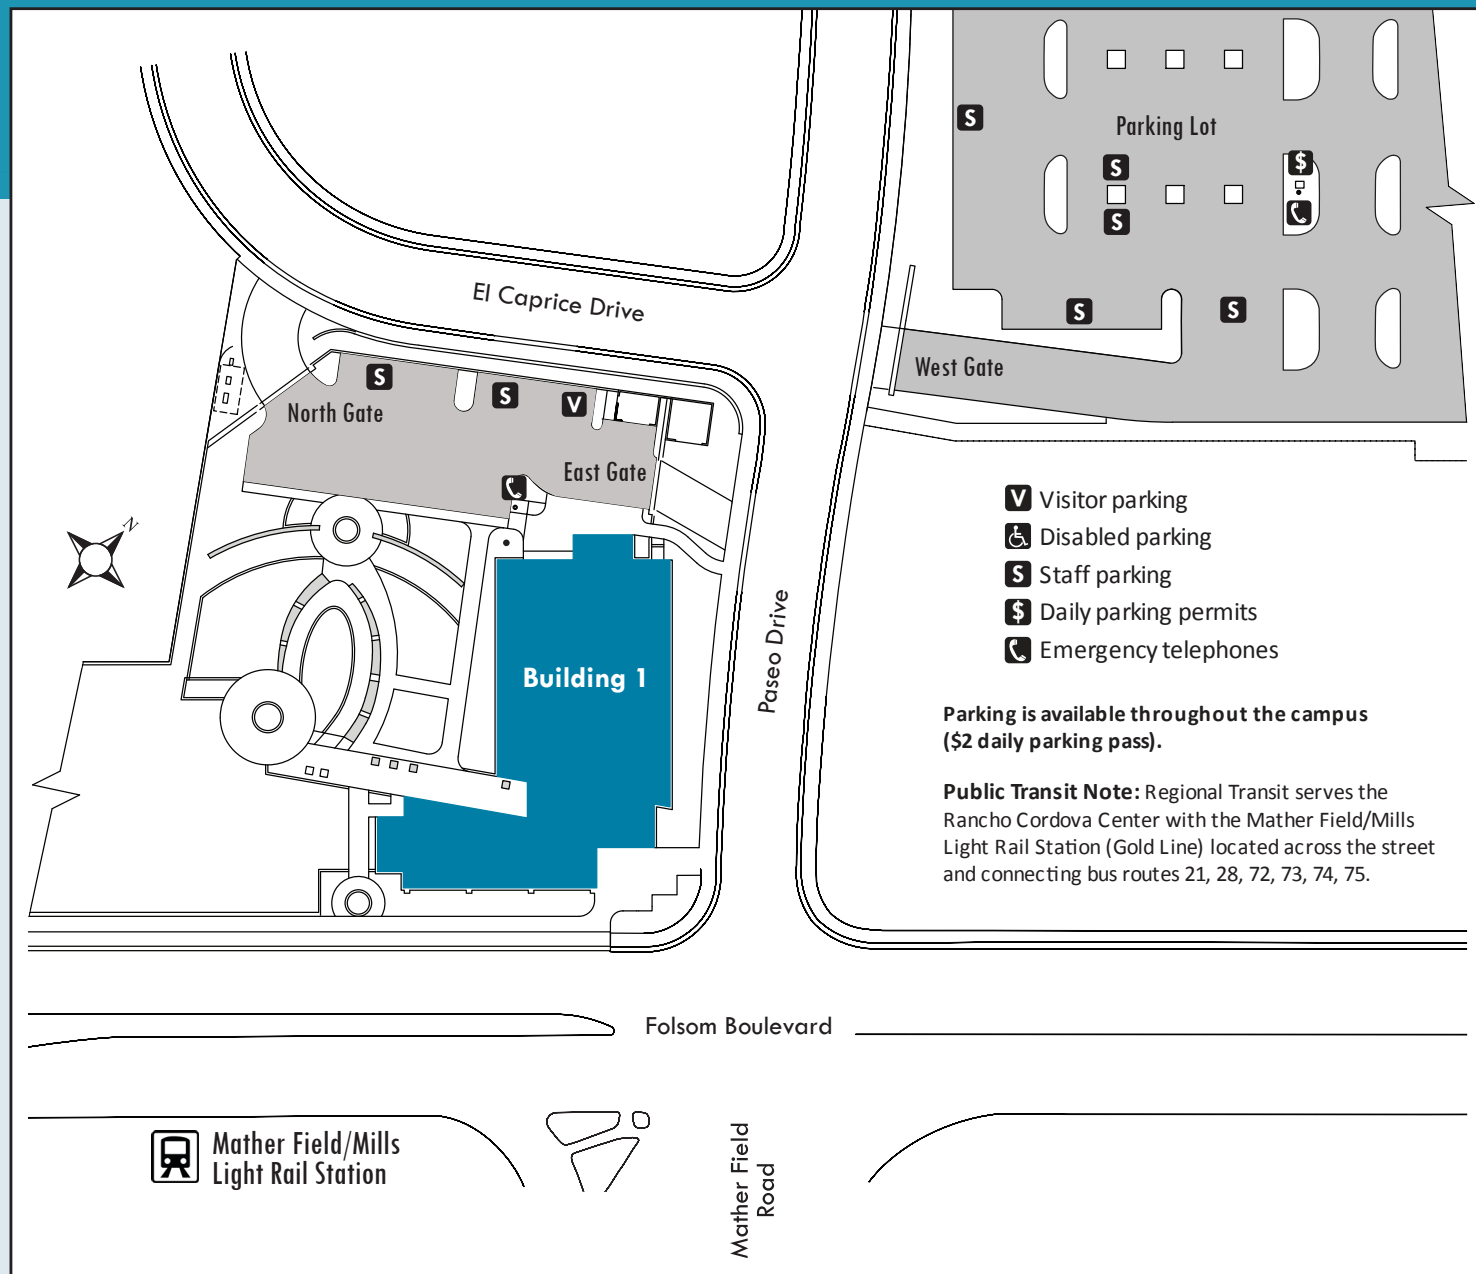 Parking Lot
S
S
$
S
S
S
El Caprice Drive
West Gate
S
S
V
North Gate
East Gate
N
V Visitor parking
Disabled parking
S Staff parking
$ Daily parking permits
Emergency telephones
Building 1
Paseo Drive
Parking is available throughout the campus
($2 daily parking pass).
Public Transit Note: Regional Transit serves the
Rancho Cordova Center with the Mather Field/Mills
Light Rail Station (Gold Line) located across the street
and connecting bus routes 21, 28, 72, 73, 74, 75.
Folsom Boulevard
Mather Field/Mills
Light Rail Station
Mather Field
Road